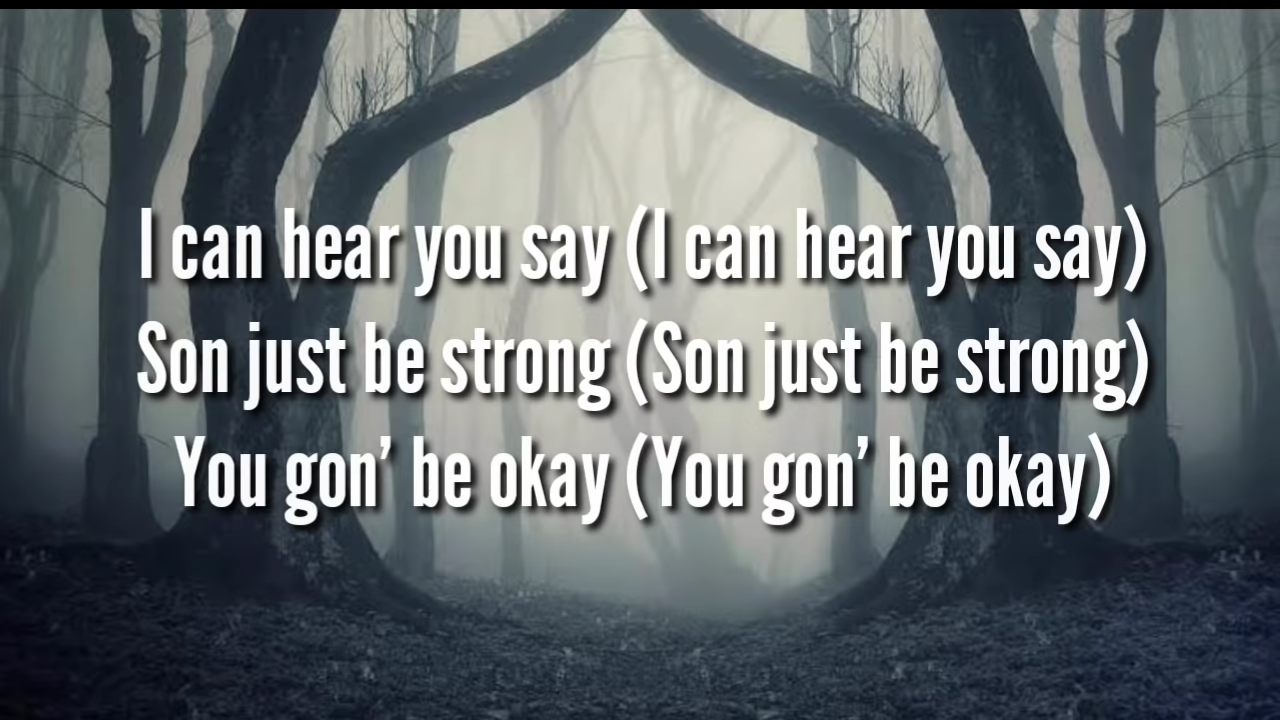 I can hear you say (I can hear you say)
Son just be strong (Son just be strong)
You gon’ be okay (You gon’ be okay)